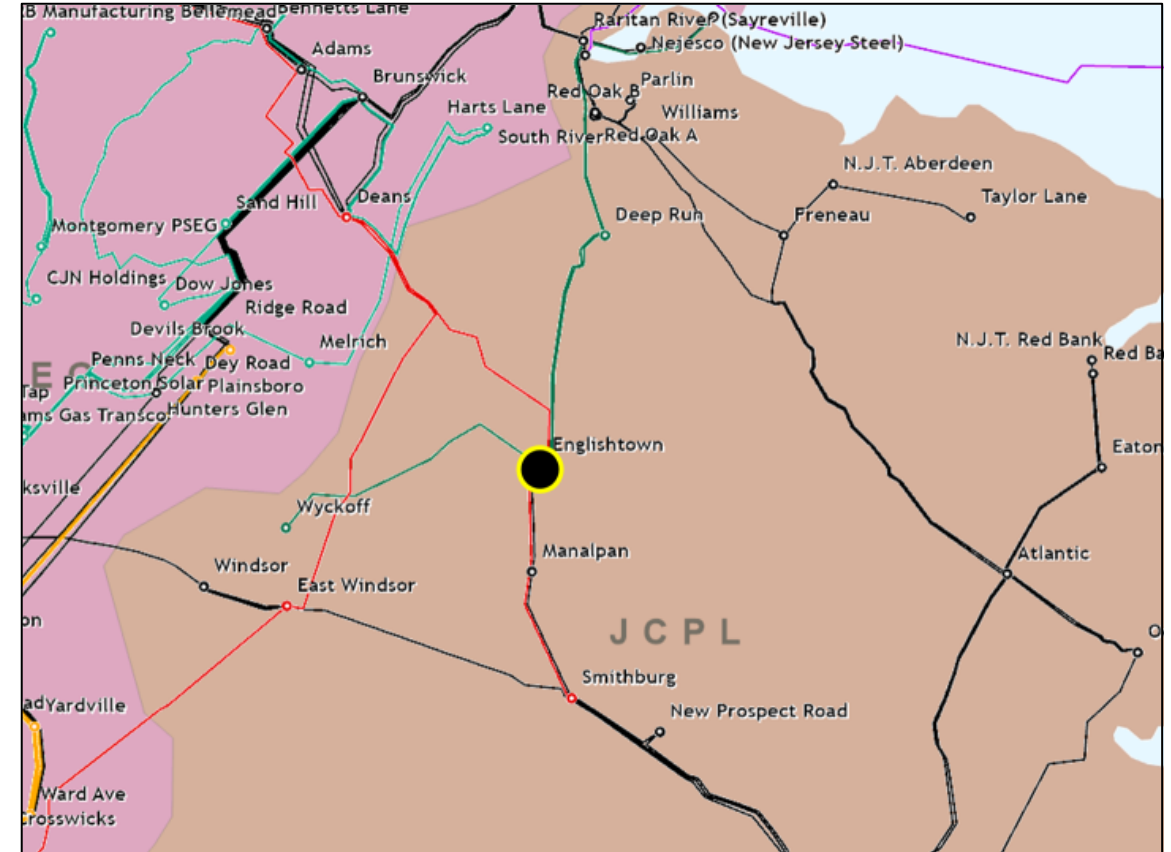 B Manufacturing Bellemead
Bennetts Lane
Raritan River (Sayreville)
Adams
Nejesco (New Jersey Steel)
Brunswick
Parlin
Red Oak B
Harts Lane
Williams
South River
Red Oak A
N.J.T. Aberdeen
Sand Hill
Deans
Taylor Lane
Montgomery PSEG
Deep Run
Freneau
CJN Holdings
Dow Jones
Ridge Road
Devils Brook
Melrich
N.J.T. Red Bank
Red Ba
Penns Neck
Dey Road
E
Princeton Solar
Plainsboro
Tap
ams Gas Transco
Hunters Glen
Englishtown
Eaton
ksville
Wyckoff
Manalpan
Atlantic
Windsor
East Windsor
on
JCPL
O
Smithburg
ad
Yardville
New Prospect Road
Ward Ave
Crosswicks